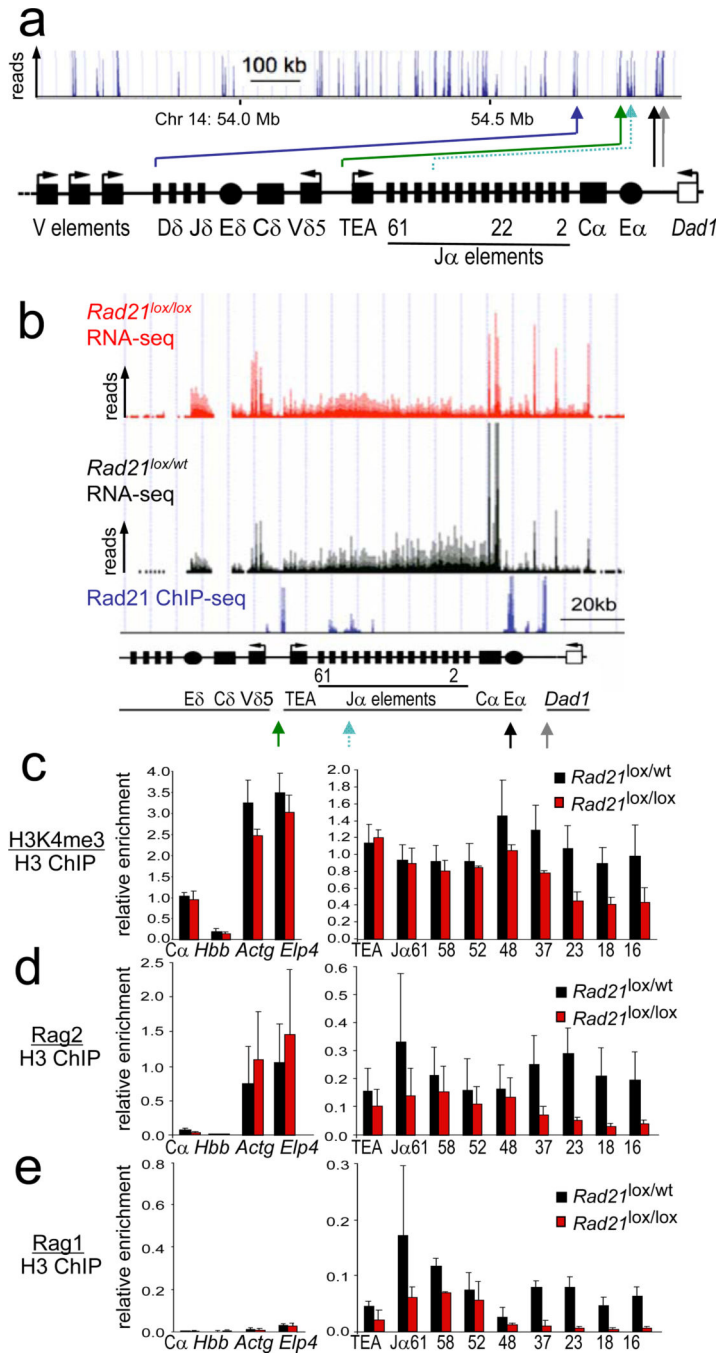 a
reads
100 kb
Chr 14: 54.0 Mb
54.5 Mb
V elements
Dδ Jδ Eδ Cδ Vδ5 TEA 61 22 2 Cα Eα Dad1
Jα elements
b
Rad21lox/lox
RNA-seq
reads
Rad21lox/wt
RNA-seq
reads
Rad21 ChIP-seq
20kb
61 2
Eδ Cδ Vδ5 TEA Jα elements Cα Eα Dad1
c
H3K4me3
H3 ChIP
relative enrichment
4.0
3.5
3.0
2.5
2.0
1.5
1.0
0.5
0.0
Cα Hbb Actg Elp4
2.0
1.8
1.6
1.4
1.2
1.0
0.8
0.6
0.4
0.2
0.0
TEA Jα61 58 52 48 37 23 18 16
Rad21lox/wt
Rad21lox/lox
d
Rag2
H3 ChIP
relative enrichment
2.5
2.0
1.5
1.0
0.5
0.0
Cα Hbb Actg Elp4
0.6
0.5
0.4
0.3
0.2
0.1
0.0
TEA Jα61 58 52 48 37 23 18 16
Rad21lox/wt
Rad21lox/lox
e
Rag1
H3 ChIP
relative enrichment
0.8
0.6
0.4
0.2
0.0
Cα Hbb Actg Elp4
0.3
0.2
0.1
0.0
TEA Jα61 58 52 48 37 23 18 16
Rad21lox/wt
Rad21lox/lox